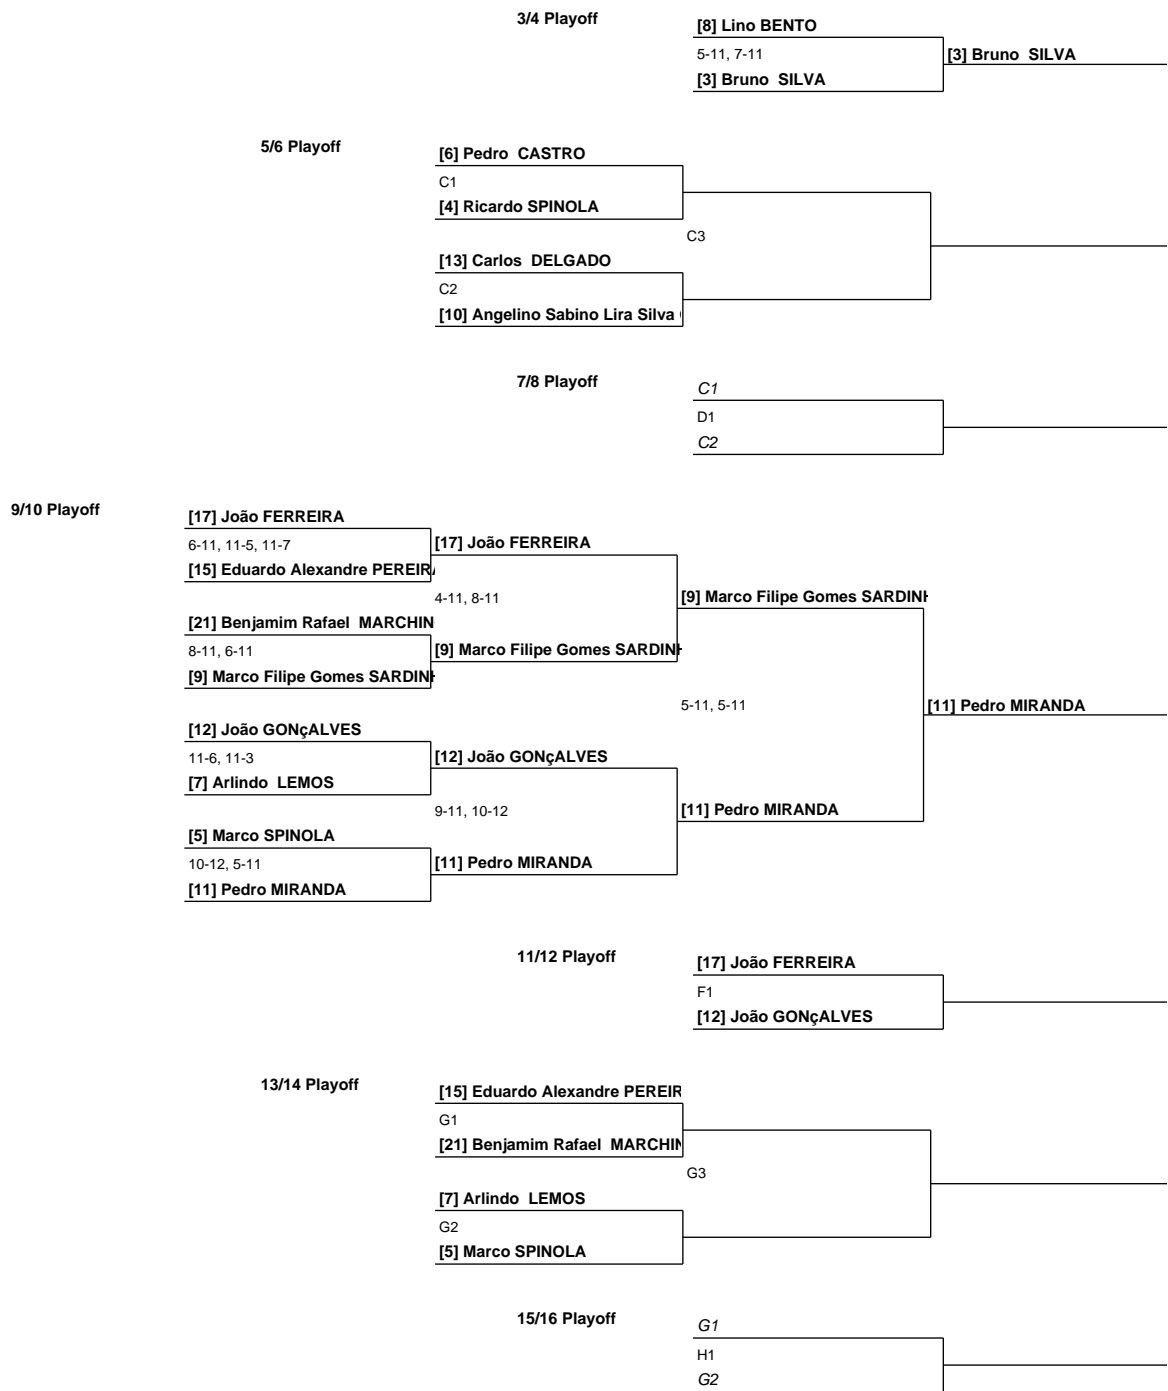 3/4 Playoff
[8] Lino BENTO
5-11, 7-11
[3] Bruno SILVA
[3] Bruno SILVA
5/6 Playoff
[6] Pedro CASTRO
C1
[4] Ricardo SPINOLA
C3
[13] Carlos DELGADO
C2
[10] Angelino Sabino Lira Silva
7/8 Playoff
C1
D1
C2
9/10 Playoff
[17] João FERREIRA
6-11, 11-5, 11-7
[17] João FERREIRA
[15] Eduardo Alexandre PEREIRA
4-11, 8-11
[9] Marco Filipe Gomes SARDINH
[21] Benjamim Rafael MARCHIN
8-11, 6-11
[9] Marco Filipe Gomes SARDINH
[9] Marco Filipe Gomes SARDINH
5-11, 5-11
[11] Pedro MIRANDA
[12] João GONçALVES
11-6, 11-3
[12] João GONçALVES
[7] Arlindo LEMOS
9-11, 10-12
[11] Pedro MIRANDA
[5] Marco SPINOLA
10-12, 5-11
[11] Pedro MIRANDA
[11] Pedro MIRANDA
11/12 Playoff
[17] João FERREIRA
F1
[12] João GONçALVES
13/14 Playoff
[15] Eduardo Alexandre PEREIR
G1
[21] Benjamim Rafael MARCHIN
G3
[7] Arlindo LEMOS
G2
[5] Marco SPINOLA
15/16 Playoff
G1
H1
G2